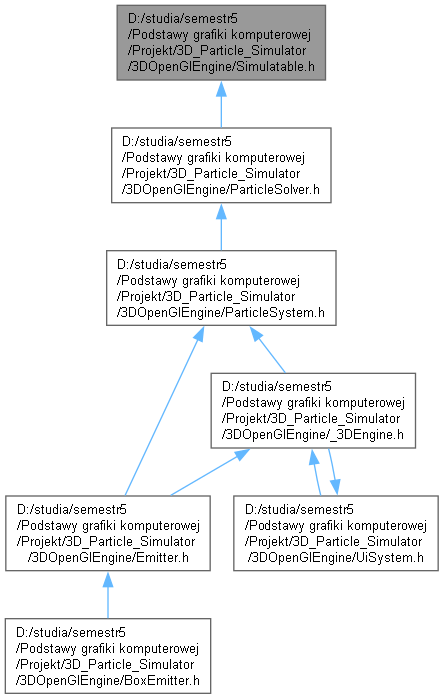 D:/studia/semestr5
/Podstawy grafiki komputerowej
/Projekt/3D_Particle_Simulator
/3DOpenGlEngine/Simulatable.h
D:/studia/semestr5
/Podstawy grafiki komputerowej
/Projekt/3D_Particle_Simulator
/3DOpenGlEngine/ParticleSolver.h
D:/studia/semestr5
/Podstawy grafiki komputerowej
/Projekt/3D_Particle_Simulator
/3DOpenGlEngine/ParticleSystem.h
D:/studia/semestr5
/Podstawy grafiki komputerowej
/Projekt/3D_Particle_Simulator
/3DOpenGlEngine/_3DEngine.h
D:/studia/semestr5
/Podstawy grafiki komputerowej
/Projekt/3D_Particle_Simulator
/3DOpenGlEngine/Emitter.h
D:/studia/semestr5
/Podstawy grafiki komputerowej
/Projekt/3D_Particle_Simulator
/3DOpenGlEngine/UiSystem.h
D:/studia/semestr5
/Podstawy grafiki komputerowej
/Projekt/3D_Particle_Simulator
/3DOpenGlEngine/BoxEmitter.h